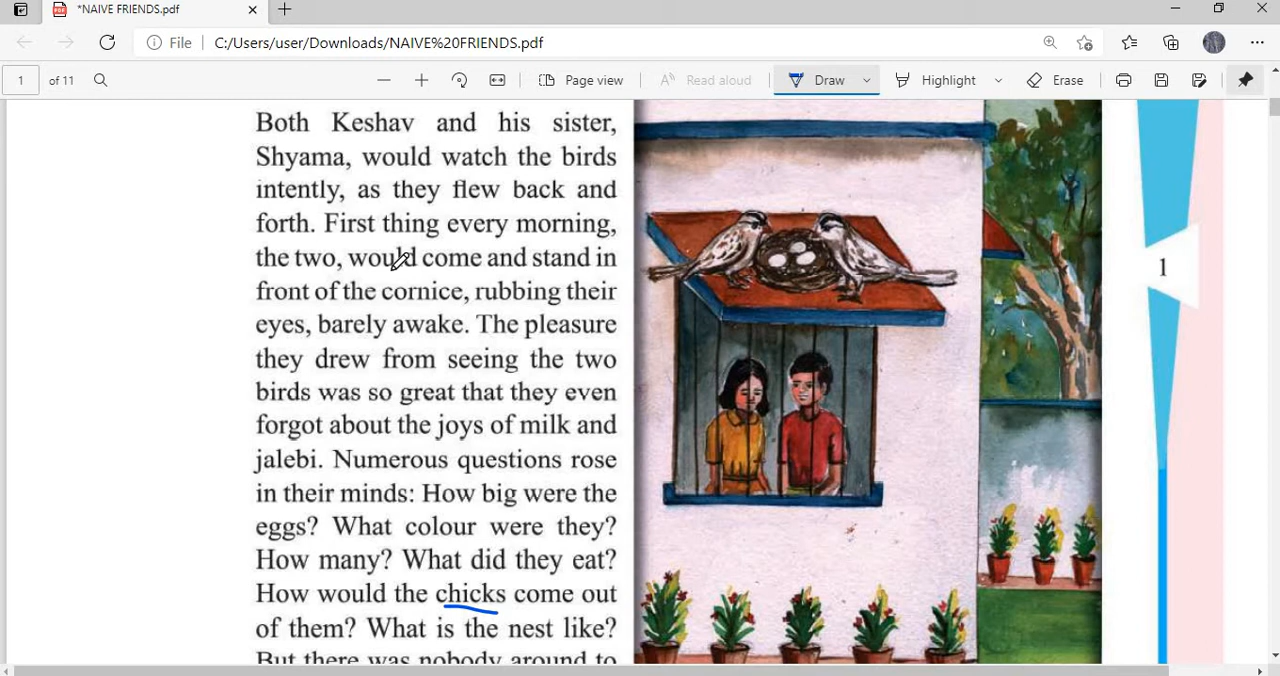 *NAIVE FRIENDS.pdf
File C:/Users/user/Downloads/NAIVE%20FRIENDS.pdf
1 of 11 Page view Read aloud Draw Highlight Erase
Both Keshav and his sister,
Shyama, would watch the birds
intently, as they flew back and
forth. First thing every morning,
the two, would come and stand in
front of the cornice, rubbing their
eyes, barely awake. The pleasure
they drew from seeing the two
birds was so great that they even
forgot about the joys of milk and
jalebi. Numerous questions rose
in their minds: How big were the
eggs? What colour were they?
How many? What did they eat?
How would the chicks come out
of them? What is the nest like?
But there was nobody around to
1